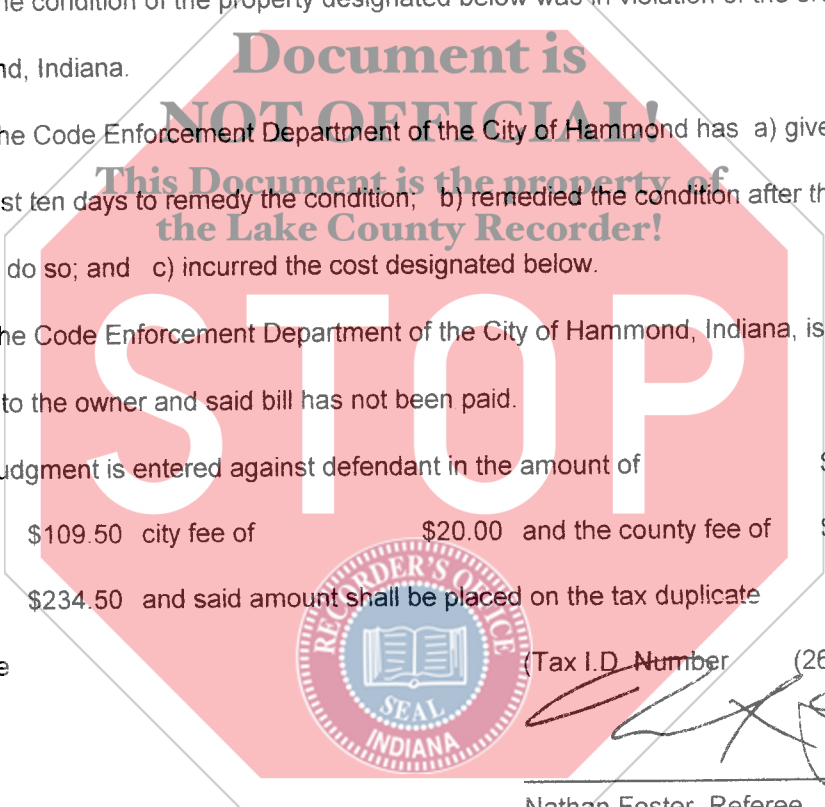 he condition of the property designated below was in violation of the
nd, Indiana.
Document is
NOT OFFICIAL!
This Document is the property of
the Lake County Recorder!
he Code Enforcement Department of the City of Hammond has a) give
st ten days to remedy the condition; b) remedied the condition after th
do so; and c) incurred the cost designated below.
STOP
he Code Enforcement Department of the City of Hammond, Indiana, is
to the owner and said bill has not been paid.
udgment is entered against defendant in the amount of $
$109.50 city fee of $20.00 and the county fee of $
$234.50 and said amount shall be placed on the tax duplicate
e (Tax I.D. Number (26
RECORDER'S OFFICE
SEAL
INDIANA
Nathan Foster, Referee